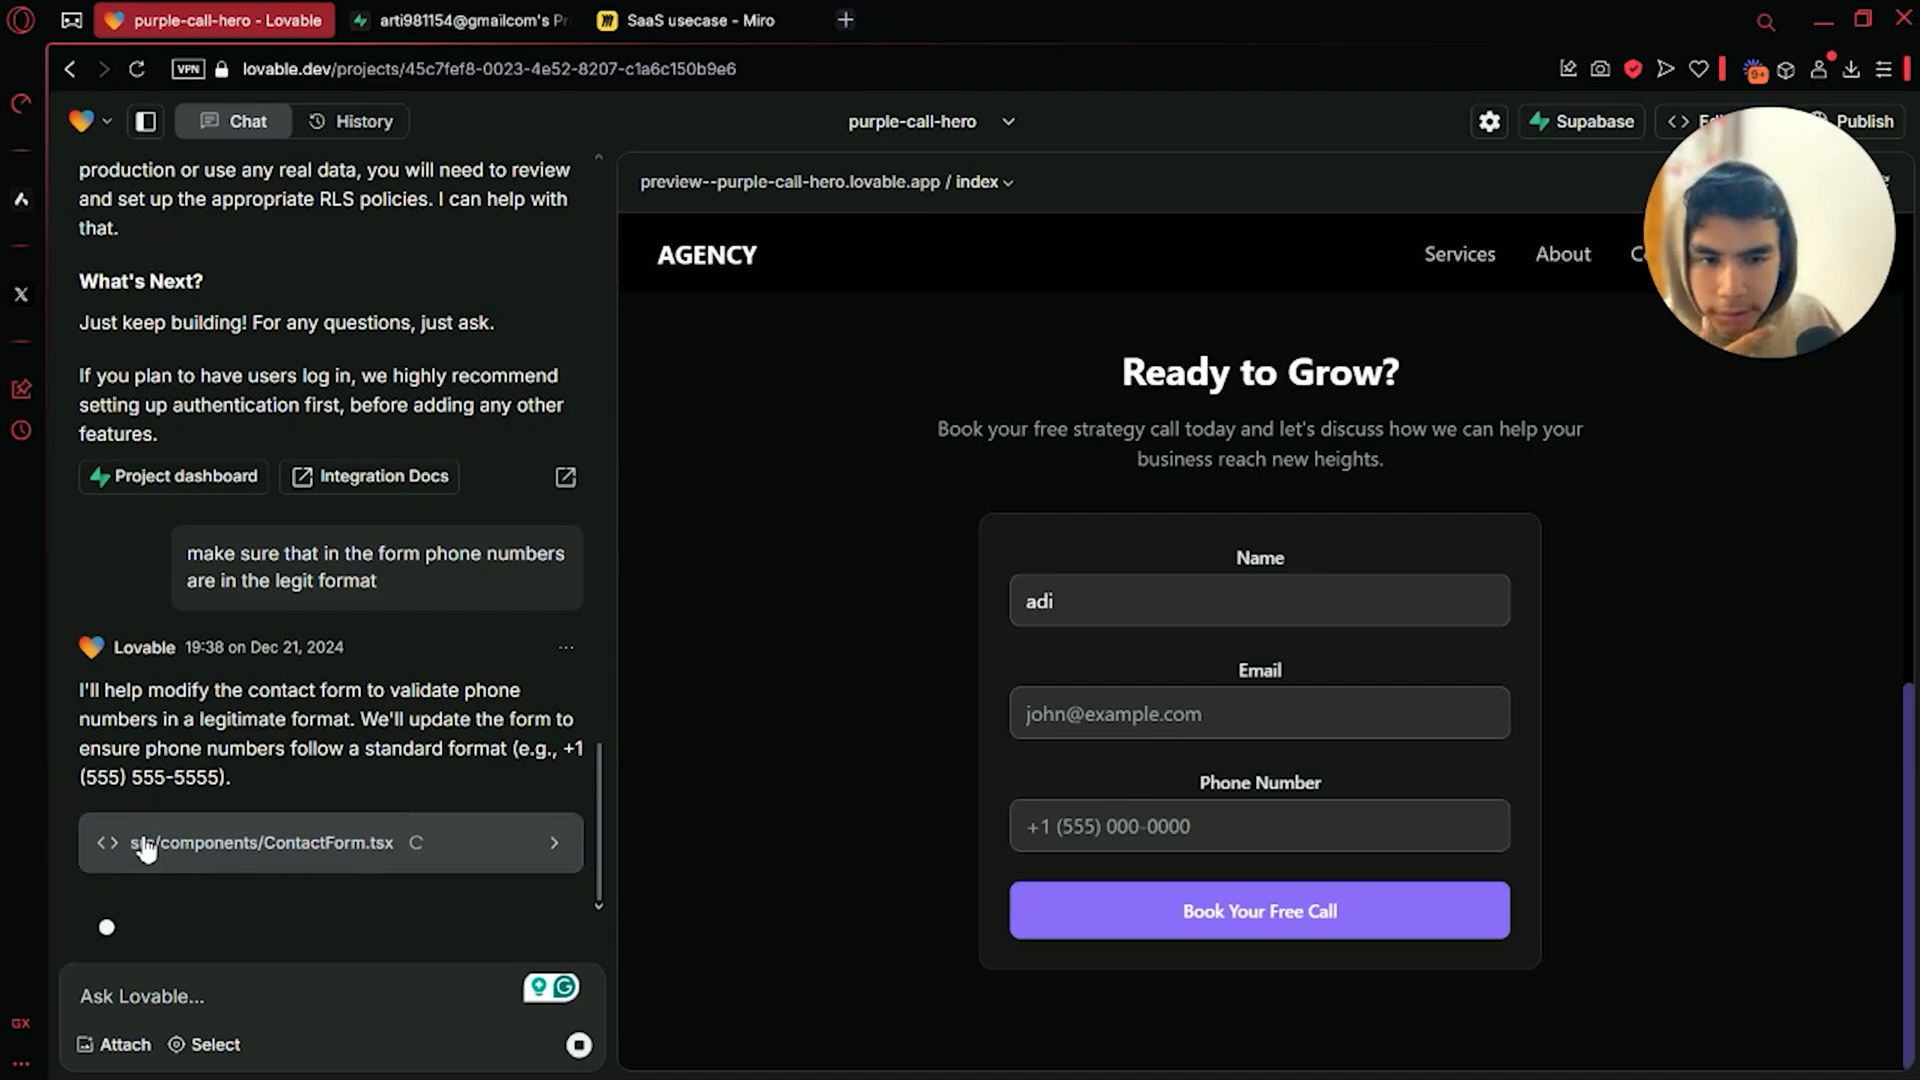 purple-call-hero - Lovable
arti981154@gmailcom's Pr
SaaS usecase - Miro
VPN
lovable.dev/projects/45c7fef8-0023-4e52-8207-c1a6c150b9e6
9+
Chat
History
purple-call-hero
Supabase
Publish
production or use any real data, you will need to review
and set up the appropriate RLS policies. I can help with
that.
What's Next?
Just keep building! For any questions, just ask.
If you plan to have users log in, we highly recommend
setting up authentication first, before adding any other
features.
Project dashboard
Integration Docs
make sure that in the form phone numbers
are in the legit format
Lovable 19:38 on Dec 21, 2024
I'll help modify the contact form to validate phone
numbers in a legitimate format. We'll update the form to
ensure phone numbers follow a standard format (e.g., +1
(555) 555-5555).
src/components/ContactForm.tsx
Ask Lovable...
Attach
Select
GX
preview--purple-call-hero.lovable.app / index
AGENCY
Services
About
Ready to Grow?
Book your free strategy call today and let's discuss how we can help your
business reach new heights.
Name
adi
Email
john@example.com
Phone Number
+1 (555) 000-0000
Book Your Free Call